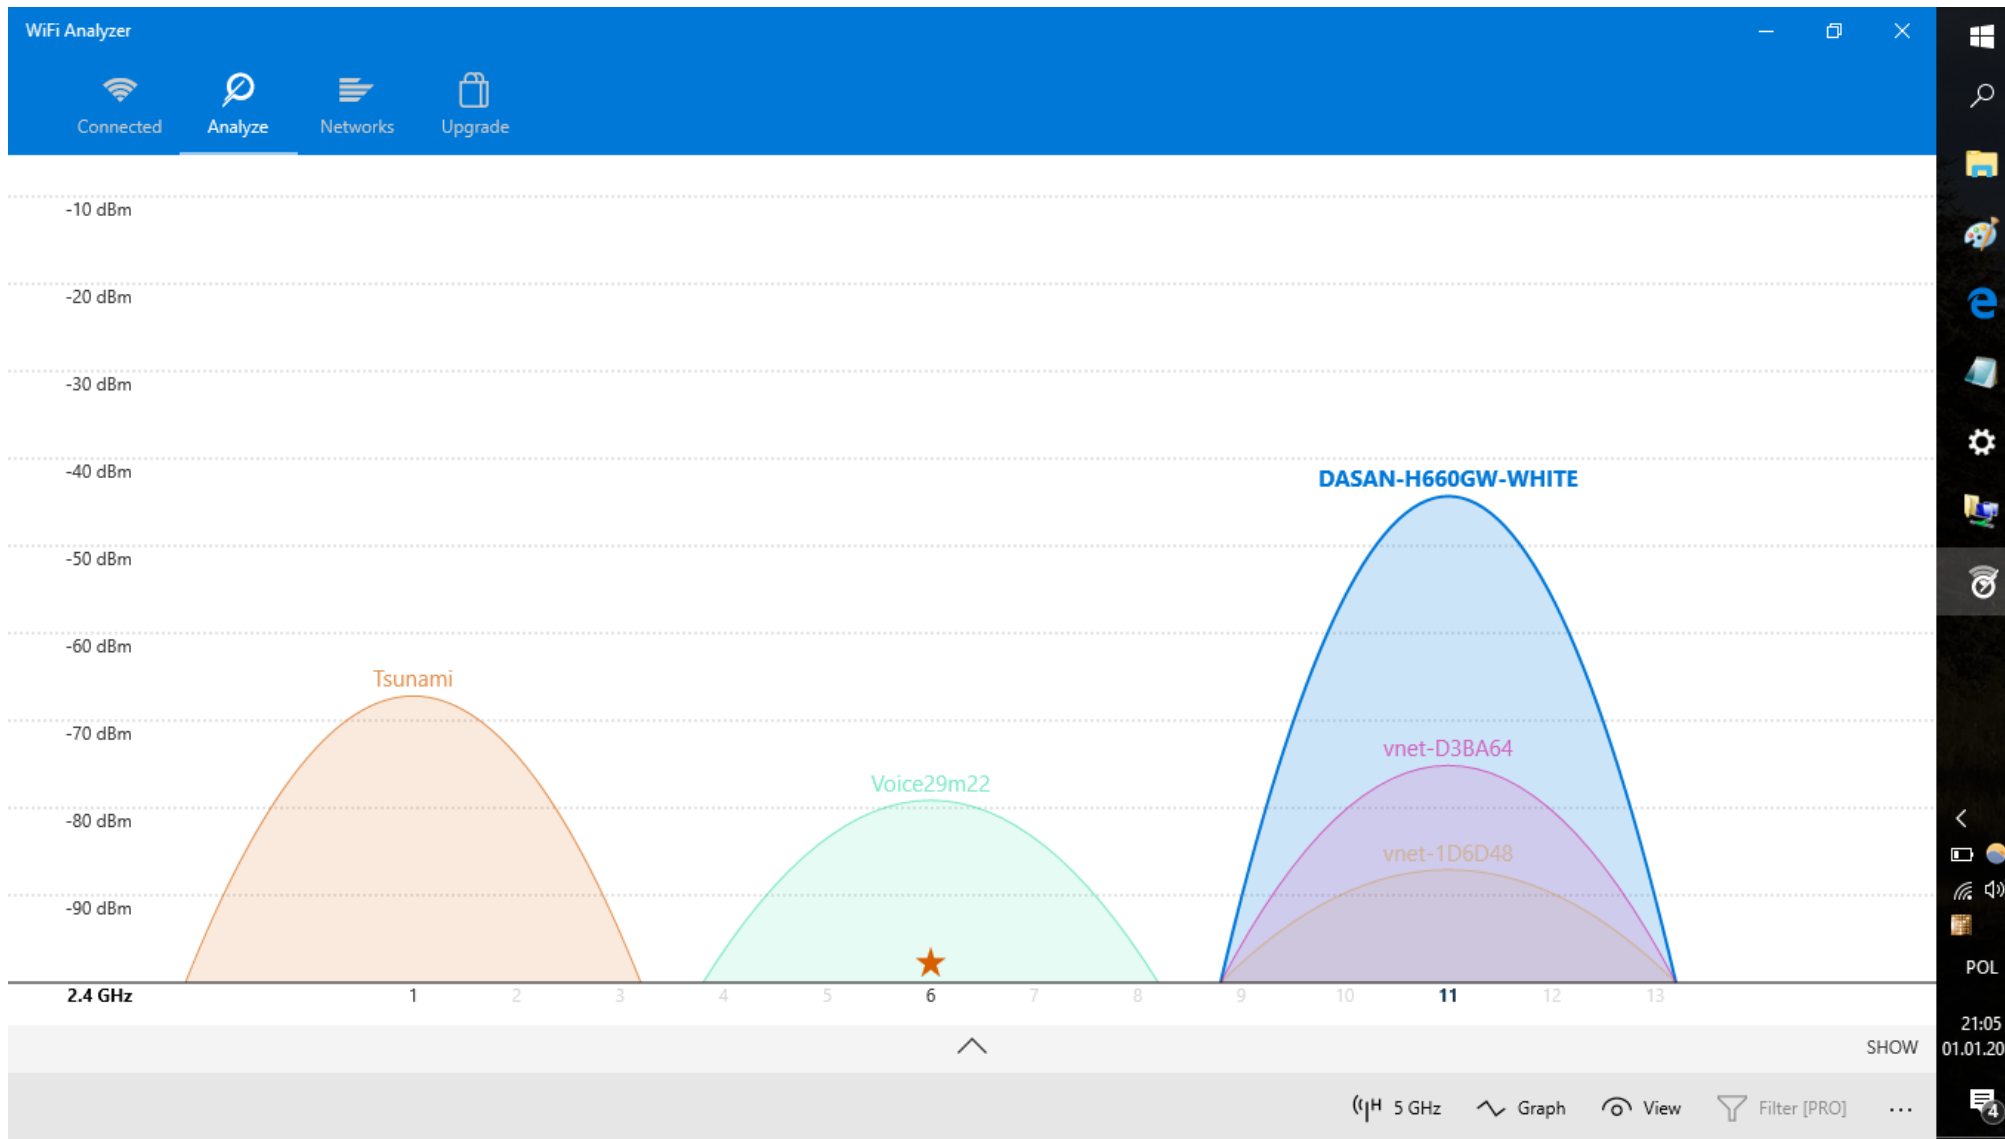 WiFi Analyzer
Connected
Analyze
Networks
Upgrade
-10 dBm
-20 dBm
-30 dBm
-40 dBm
DASAN-H660GW-WHITE
-50 dBm
-60 dBm
Tsunami
-70 dBm
vnet-D3BA64
Voice29m22
-80 dBm
vnet-1D6D48
-90 dBm
2.4 GHz 1 2 3 4 5 6 7 8 9 10 11 12 13
SHOW
5 GHz
Graph
View
Filter [PRO]
...
POL
21:05
01.01.20
4